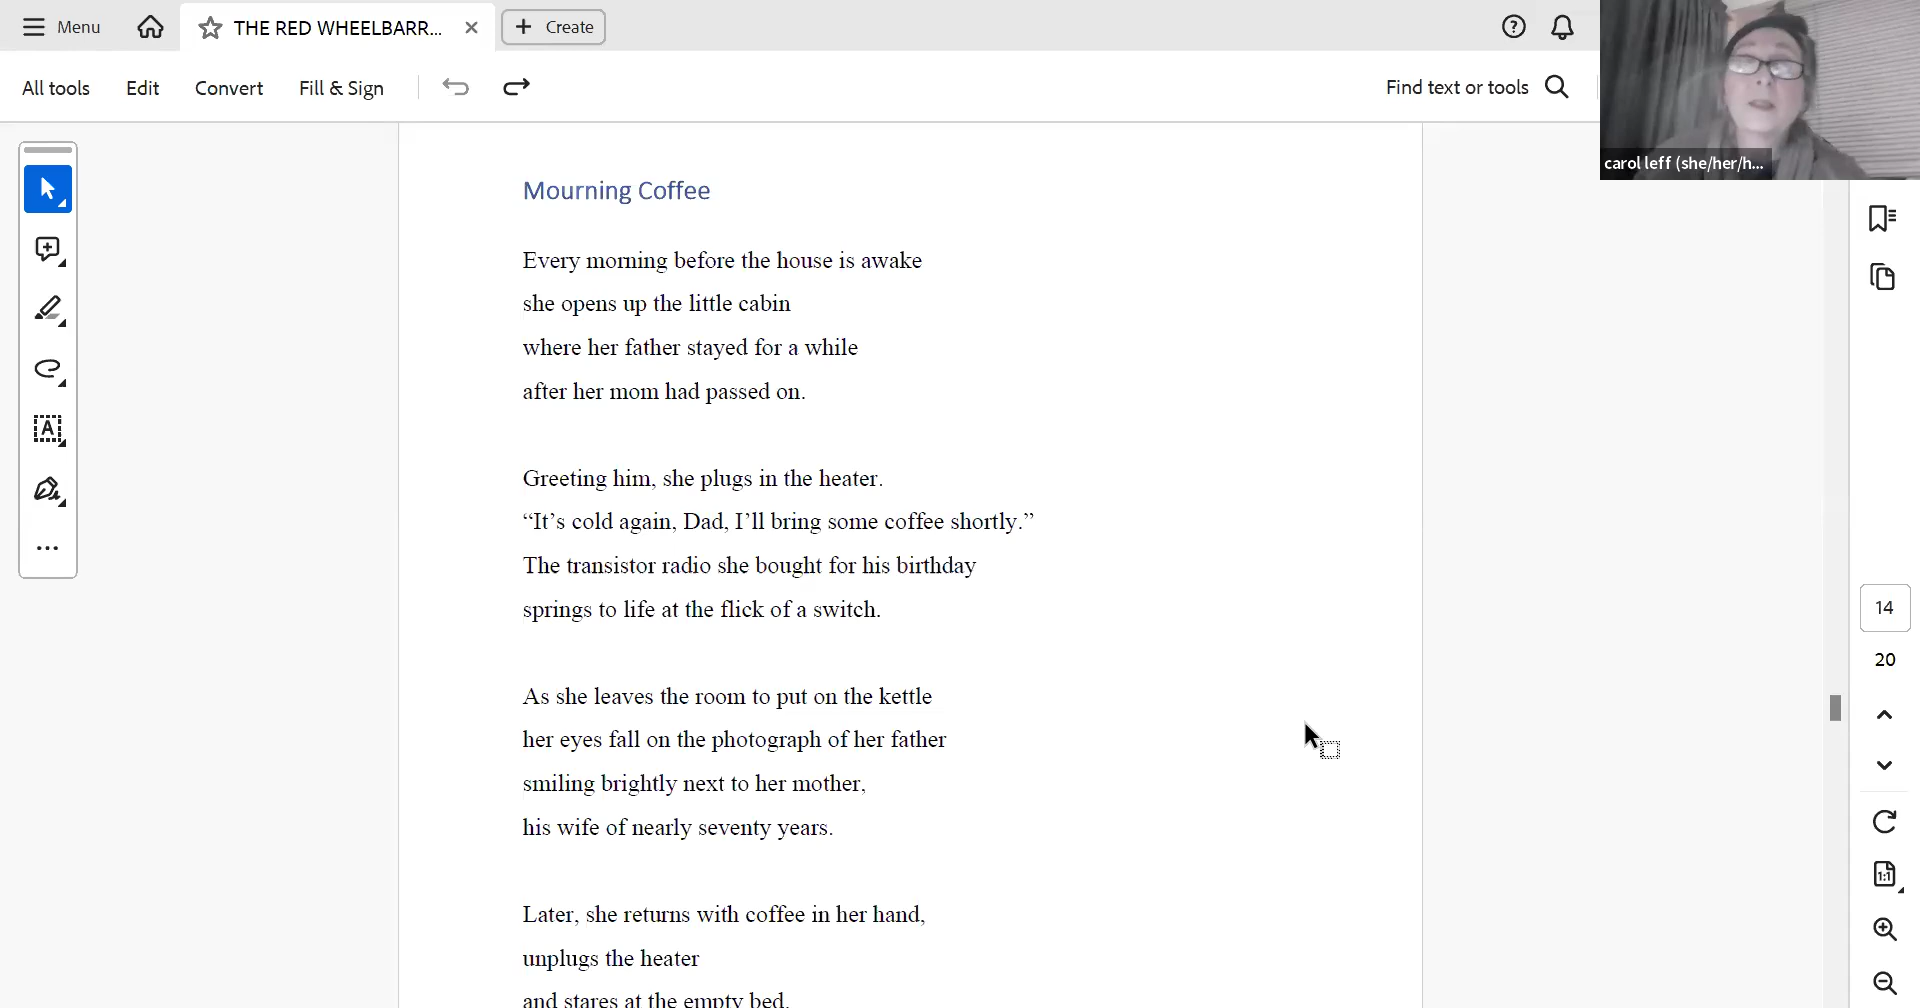 Menu
THE RED WHEELBARR...
Create
All tools
Edit
Convert
Fill & Sign
Find text or tools
carol leff (she/her/h...
Mourning Coffee
Every morning before the house is awake
she opens up the little cabin
where her father stayed for a while
after her mom had passed on.
Greeting him, she plugs in the heater.
“It’s cold again, Dad, I’ll bring some coffee shortly.”
The transistor radio she bought for his birthday
springs to life at the flick of a switch.
As she leaves the room to put on the kettle
her eyes fall on the photograph of her father
smiling brightly next to her mother,
his wife of nearly seventy years.
Later, she returns with coffee in her hand,
unplugs the heater
and stares at the empty bed.
14
20
1:1